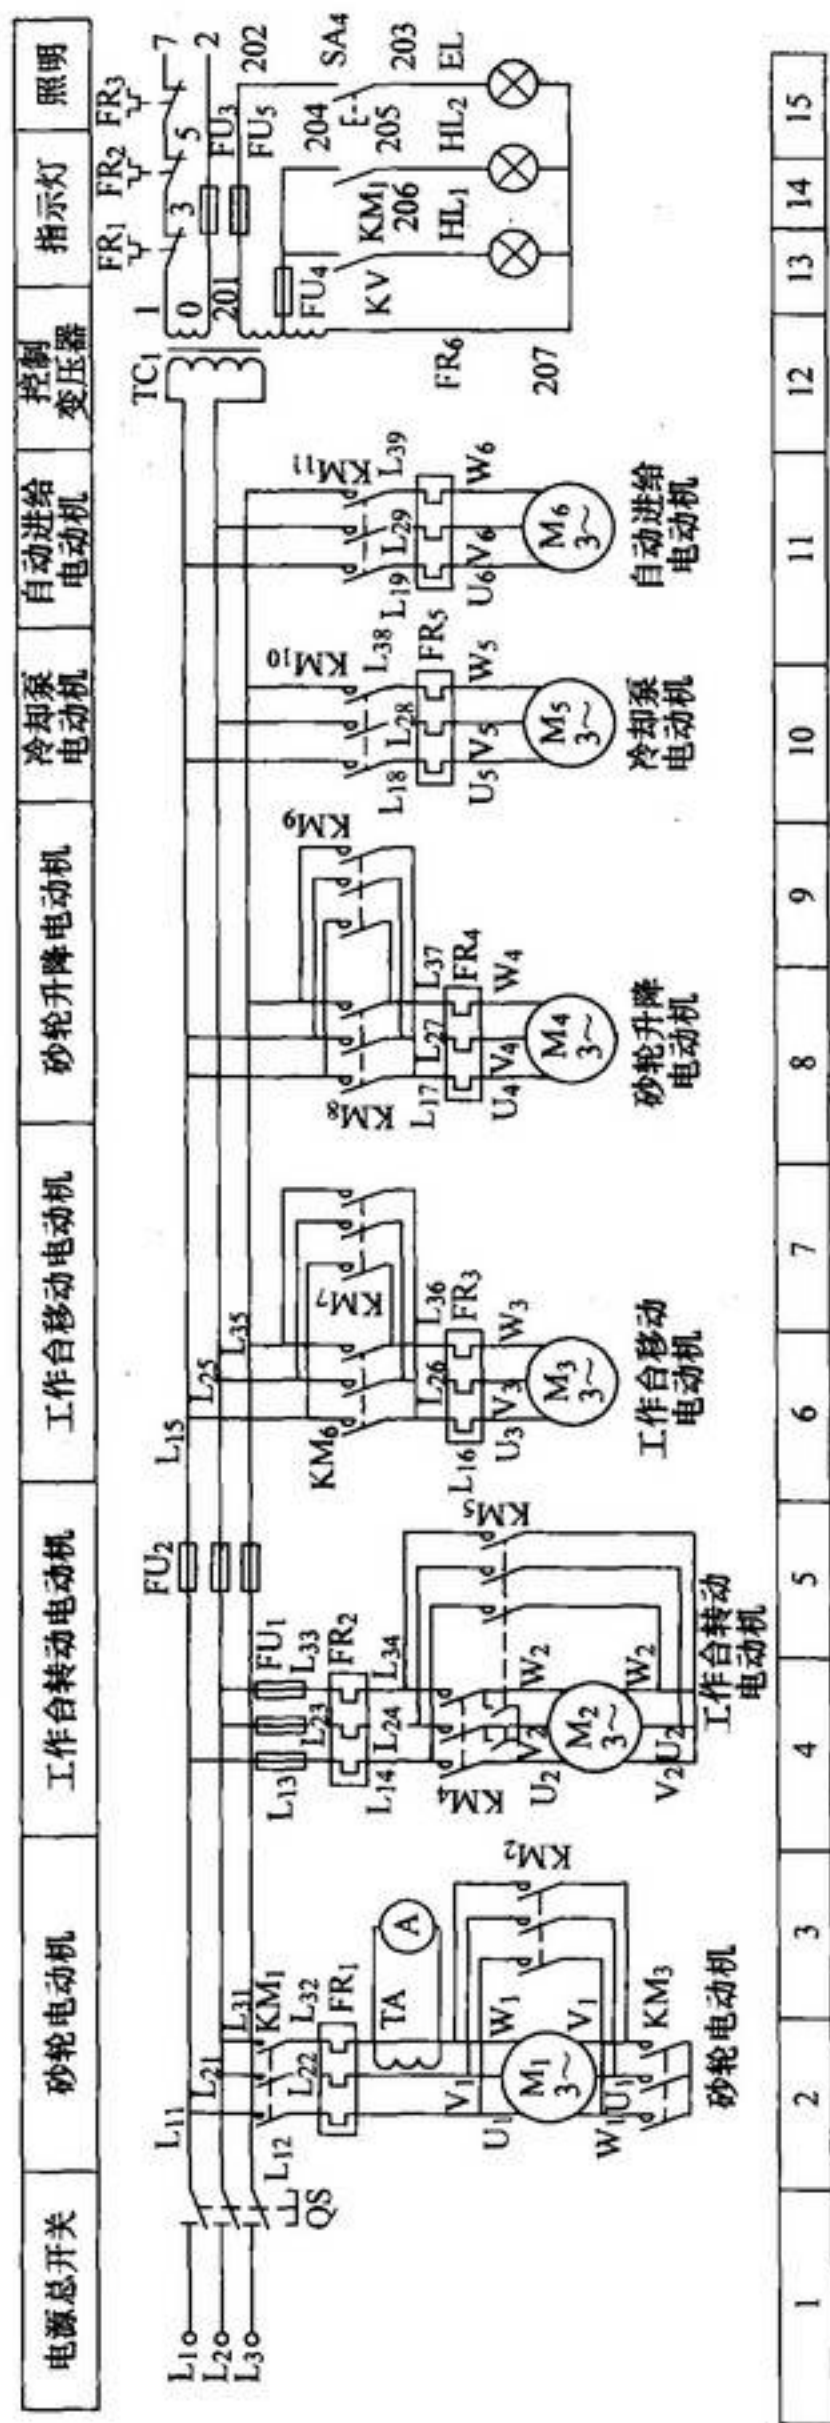 电源总开关
砂轮电动机
工作台转动电动机
工作台移动电动机
砂轮升降电动机
冷却泵
电动机
自动进给
电动机
控制
变压器
指示灯
照明
L1
L2
L3
QS
L11
L21
L31
KM1
L12
L22
L32
FR1
TA
A
U1
V1
W1
M1
3~
W1
U1
V1
KM2
KM3
砂轮电动机
FU1
L13
L23
L33
FR2
L14
L24
L34
KM4
KM5
U2
V2
W2
M2
3~
V2
U2
W2
工作台转动
电动机
FU2
L15
L25
L35
KM6
KM7
L16
L26
L36
FR3
U3
V3
W3
M3
3~
工作台移动
电动机
KM8
KM9
L17
L27
L37
FR4
U4
V4
W4
M4
3~
砂轮升降
电动机
KM10
L18
L28
L38
FR5
U5
V5
W5
M5
3~
冷却泵
电动机
KM11
L19
L29
L39
FR6
U6
V6
W6
M6
3~
自动进给
电动机
TC1
1
0
201
FR1
3
FR2
5
FR3
7
2
FU3
FU5
202
FU4
204
SA4
KV
KM1
206
205
203
HL1
HL2
EL
207
1 2 3 4 5 6 7 8 9 10 11 12 13 14 15